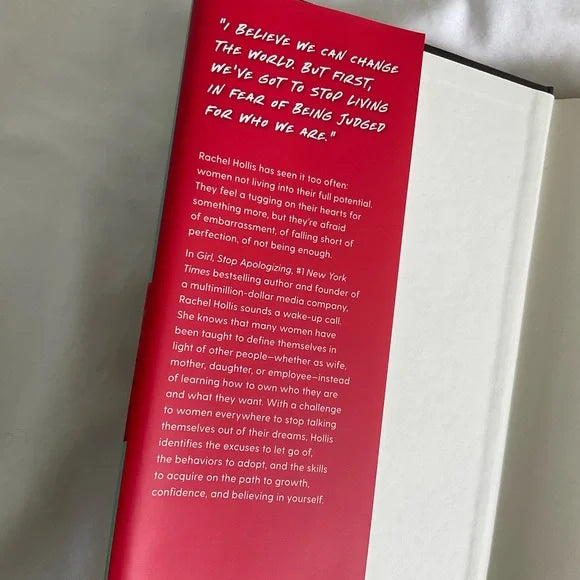 "I BELIEVE WE CAN CHANGE
THE WORLD. BUT FIRST,
WE'VE GOT TO STOP LIVING
IN FEAR OF BEING JUDGED
FOR WHO WE ARE."
Rachel Hollis has seen it too often:
women not living into their full potential.
They feel a tugging on their hearts for
something more, but they're afraid
of embarrassment, of falling short of
perfection, of not being enough.
In Girl, Stop Apologizing, #1 New York
Times bestselling author and founder of
a multimillion-dollar media company,
Rachel Hollis sounds a wake-up call.
She knows that many women have
been taught to define themselves in
light of other people—whether as wife,
mother, daughter, or employee—instead
of learning how to own who they are
and what they want. With a challenge
to women everywhere to stop talking
themselves out of their dreams, Hollis
identifies the excuses to let go of,
the behaviors to adopt, and the skills
to acquire on the path to growth,
confidence, and believing in yourself.